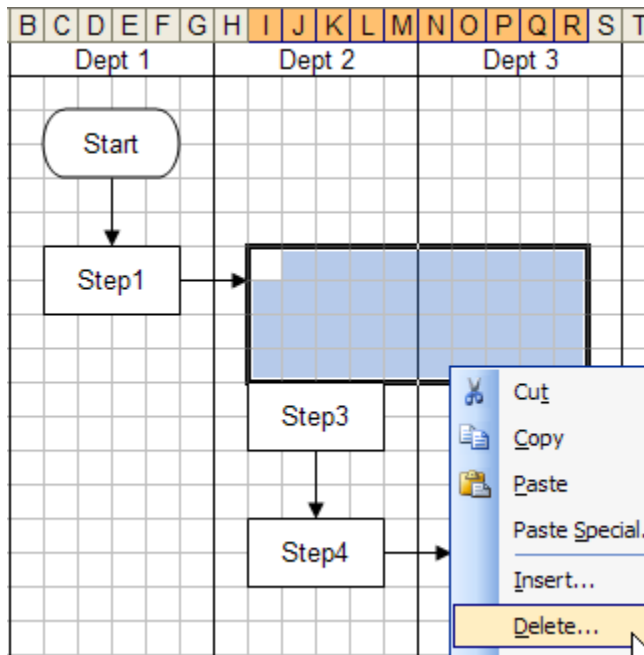 B C D E F G H I J K L M N O P Q R S T
Dept 1 Dept 2 Dept 3
Start
Step1
Step3
Step4
Cut
Copy
Paste
Paste Special.
Insert...
Delete...